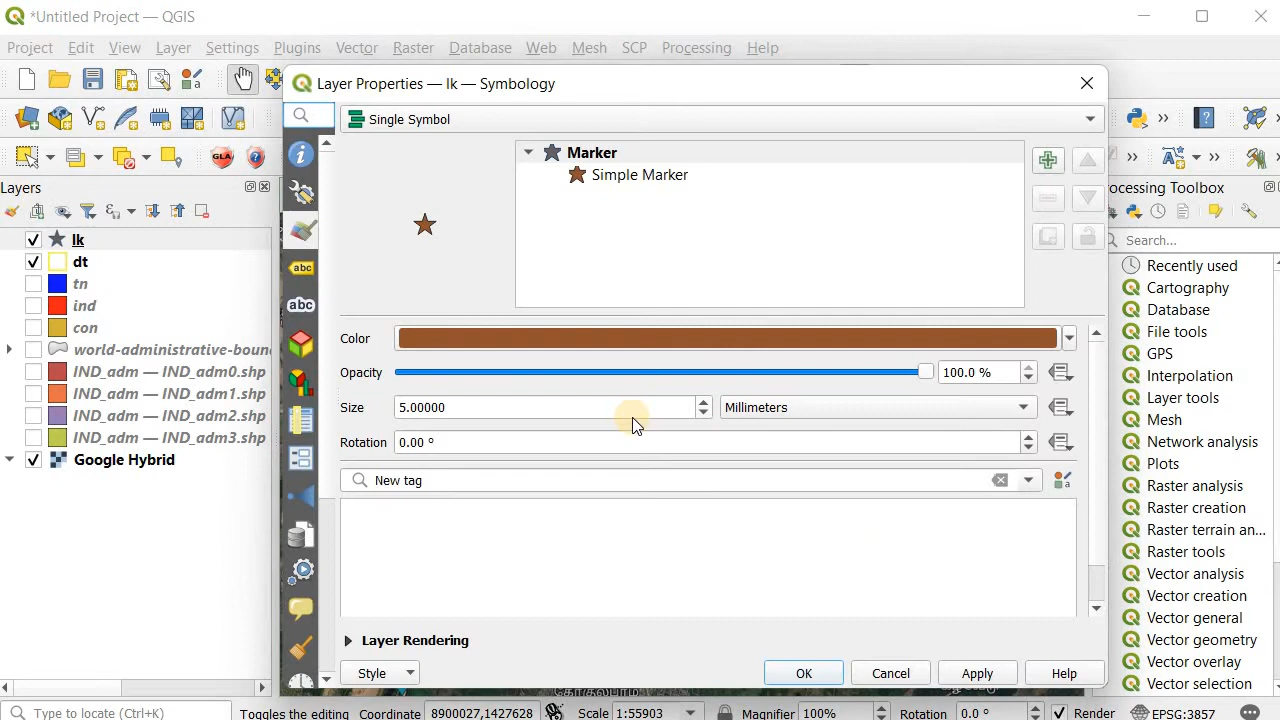 *Untitled Project — QGIS
Project Edit View Layer Settings Plugins Vector Raster Database Web Mesh SCP Processing Help
Layer Properties — lk — Symbology
Single Symbol
Marker
Simple Marker
Layers
lk
dt
tn
ind
con
world-administrative-boun
IND_adm — IND_adm0.shp
IND_adm — IND_adm1.shp
IND_adm — IND_adm2.shp
IND_adm — IND_adm3.shp
Google Hybrid
abc
abc
Color
Opacity 100.0 %
Size 5.00000 Millimeters
Rotation 0.00 °
New tag
Layer Rendering
Style OK Cancel Apply Help
ocessing Toolbox
Search...
Recently used
Cartography
Database
File tools
GPS
Interpolation
Layer tools
Mesh
Network analysis
Plots
Raster analysis
Raster creation
Raster terrain an...
Raster tools
Vector analysis
Vector creation
Vector general
Vector geometry
Vector overlay
Vector selection
Type to locate (Ctrl+K) Toggles the editing Coordinate 8000027,1427628 Scale 1:55903 Magnifier 100% Rotation 0.0 ° Render EPSG:3857